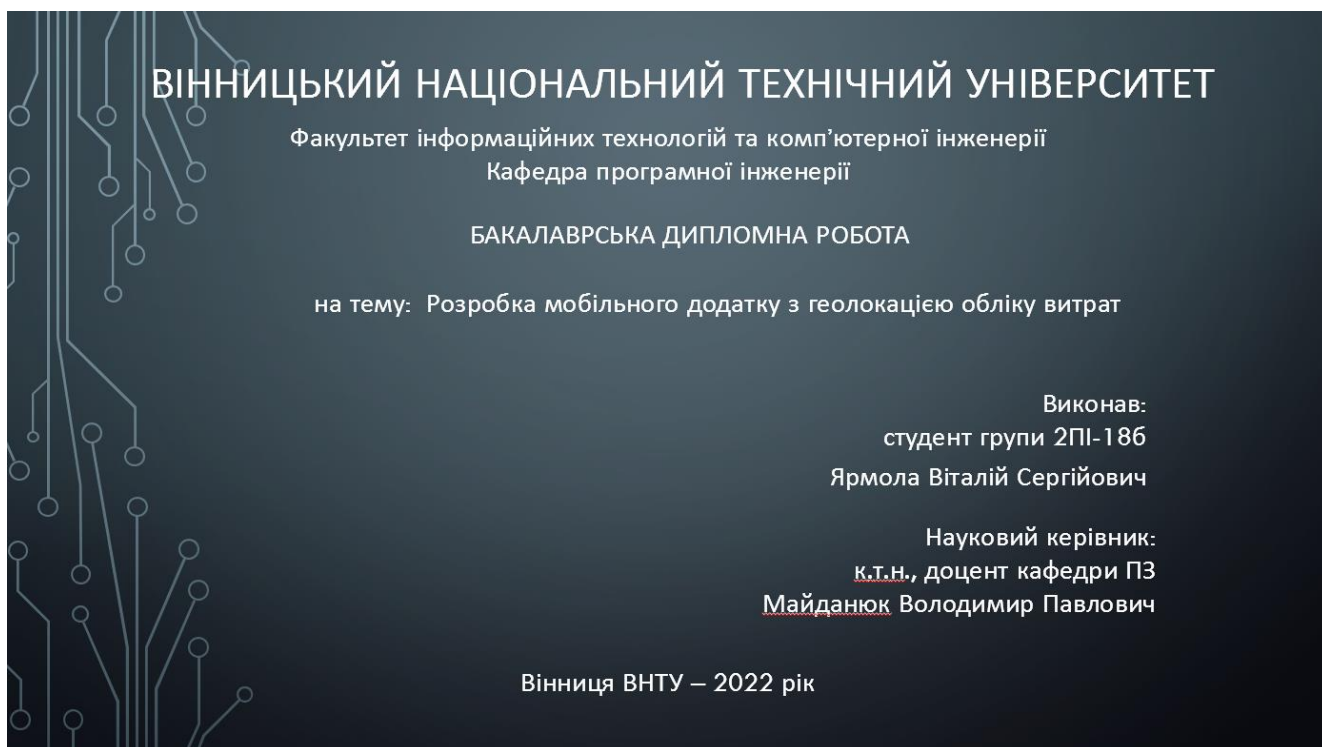 ВІННИЦЬКИЙ НАЦІОНАЛЬНИЙ ТЕХНІЧНИЙ УНІВЕРСИТЕТ
Факультет інформаційних технологій та комп’ютерної інженерії
Кафедра програмної інженерії
БАКАЛАВРСЬКА ДИПЛОМНА РОБОТА
на тему: Розробка мобільного додатку з геолокацією обліку витрат
Виконав:
студент групи 2ПІ-18б
Ярмола Віталій Сергійович
Науковий керівник:
к.т.н., доцент кафедри ПЗ
Майданюк Володимир Павлович
Вінниця ВНТУ – 2022 рік